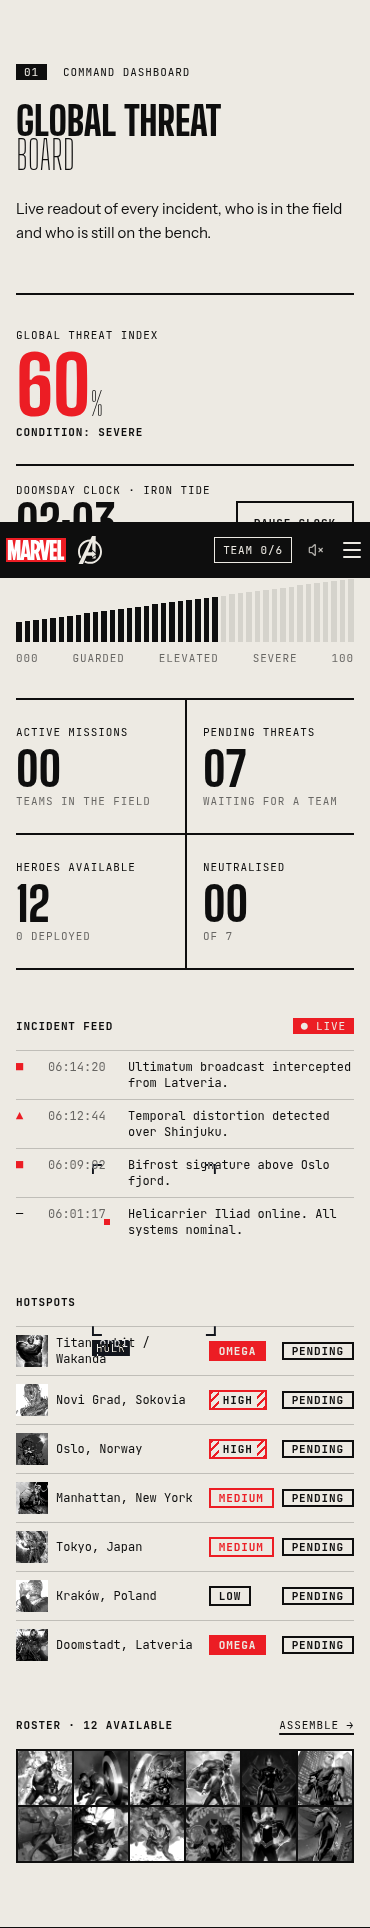 01 COMMAND DASHBOARD
GLOBAL THREAT
BOARD
Live readout of every incident, who is in the field
and who is still on the bench.
GLOBAL THREAT INDEX
60%
CONDITION: SEVERE
DOOMSDAY CLOCK · IRON TIDE
02:03
PAUSE CLOCK
MARVEL TEAM 0/6
000 GUARDED ELEVATED SEVERE 100
ACTIVE MISSIONS
00
TEAMS IN THE FIELD
PENDING THREATS
07
WAITING FOR A TEAM
HEROES AVAILABLE
12
0 DEPLOYED
NEUTRALISED
00
OF 7
INCIDENT FEED LIVE
06:14:20 Ultimatum broadcast intercepted
from Latveria.
06:12:44 Temporal distortion detected
over Shinjuku.
06:09:02 Bifrost signature above Oslo
fjord.
06:01:17 Helicarrier Iliad online. All
systems nominal.
HOTSPOTS
Titan orbit /
Wakanda OMEGA PENDING
HULK
Novi Grad, Sokovia HIGH PENDING
Oslo, Norway HIGH PENDING
Manhattan, New York MEDIUM PENDING
Tokyo, Japan MEDIUM PENDING
Kraków, Poland LOW PENDING
Doomstadt, Latveria OMEGA PENDING
ROSTER · 12 AVAILABLE ASSEMBLE →